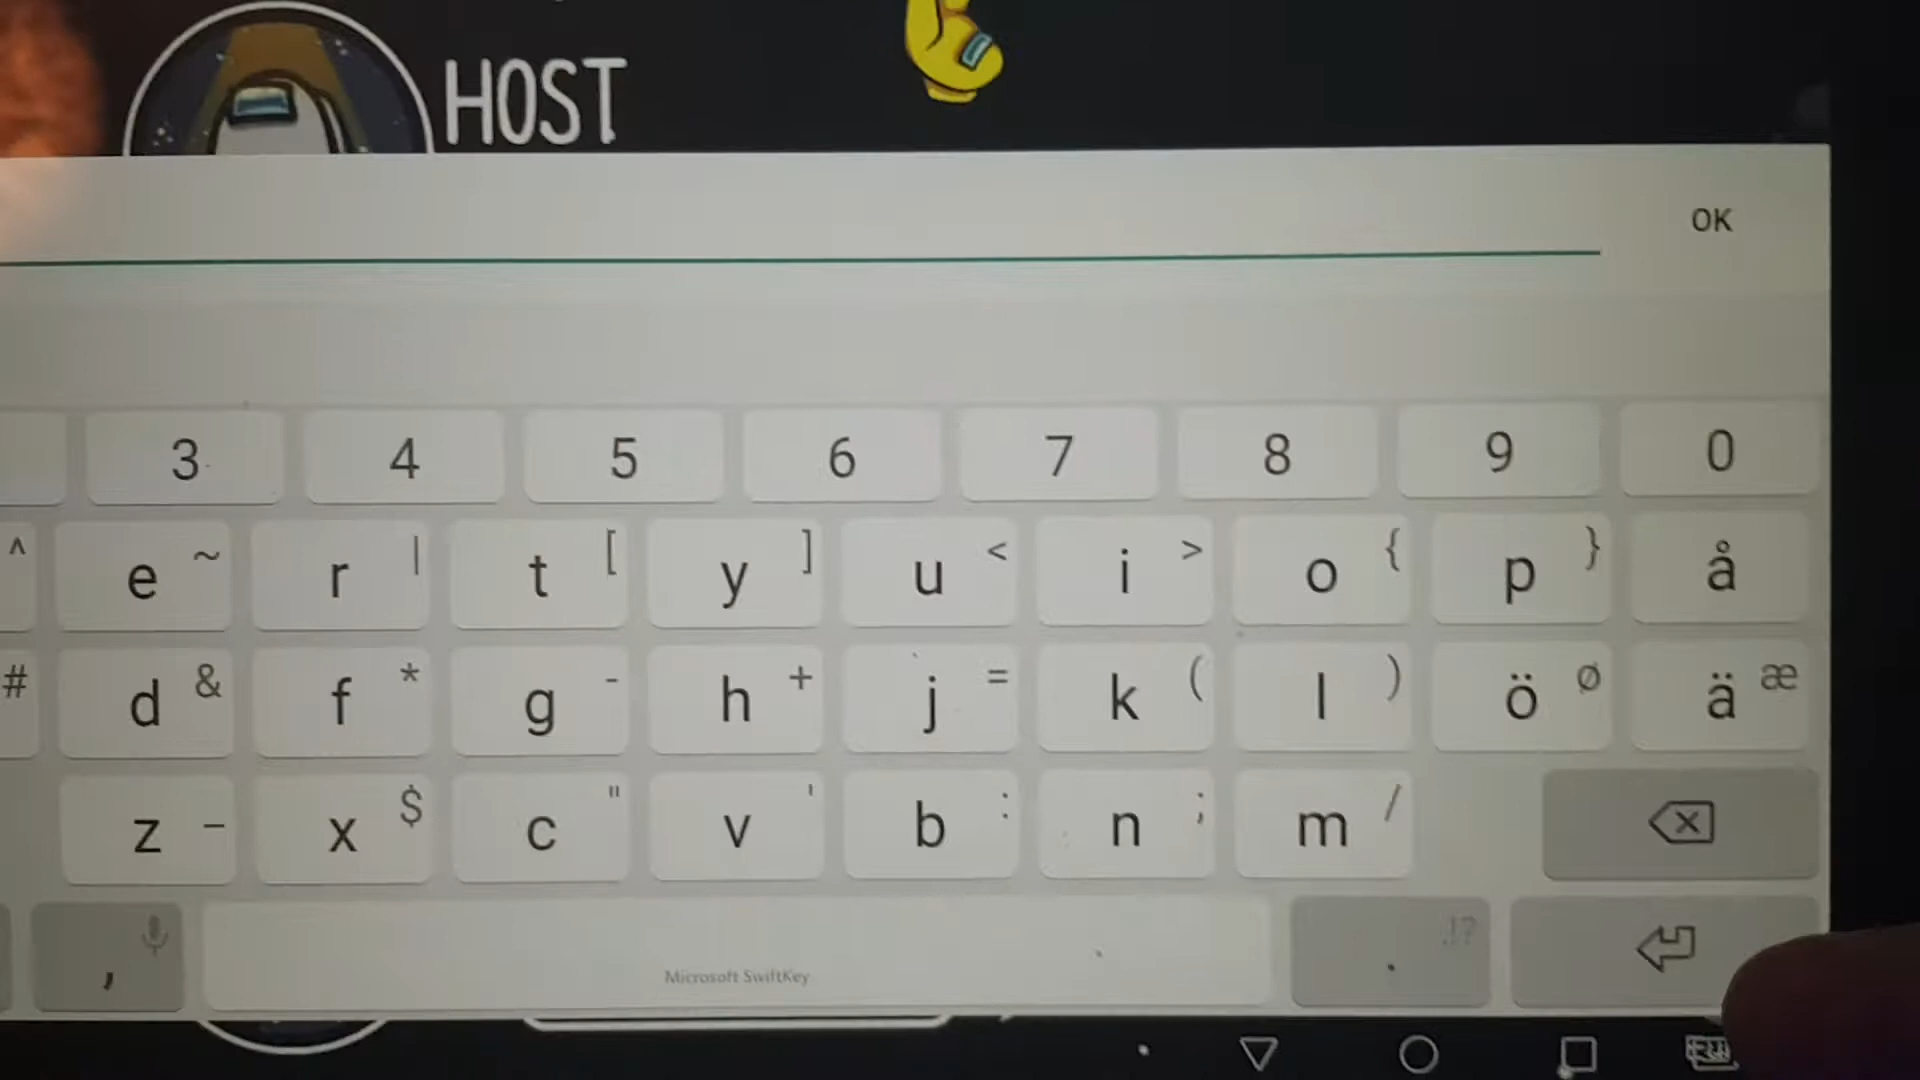 HOST
OK
3 4 5 6 7 8 9 0
^ e ~ r | t [ y ] u < i > o { p } å
# d & f * g - h + j = k ( l ) ö ø ä æ
z _ x $ c " v ' b : n ; m /
, Microsoft SwiftKey . .!?